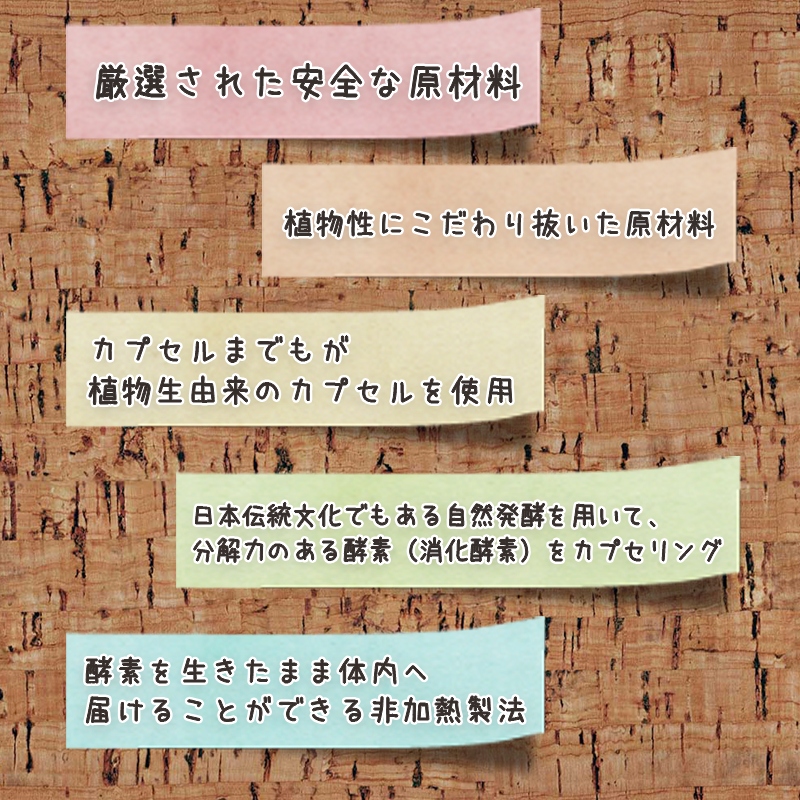 厳選された安全な原材料
植物性にこだわり抜いた原材料
カプセルまでもが
植物生由来のカプセルを使用
日本伝統文化でもある自然発酵を用いて、
分解力のある酵素（消化酵素）をカプセリング
酵素を生きたまま体内へ
届けることができる非加熱製法